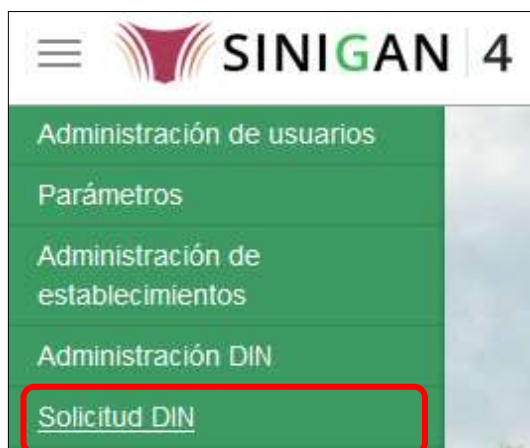 SINIGAN 4
Administración de usuarios
Parámetros
Administración de
establecimientos
Administración DIN
Solicitud DIN